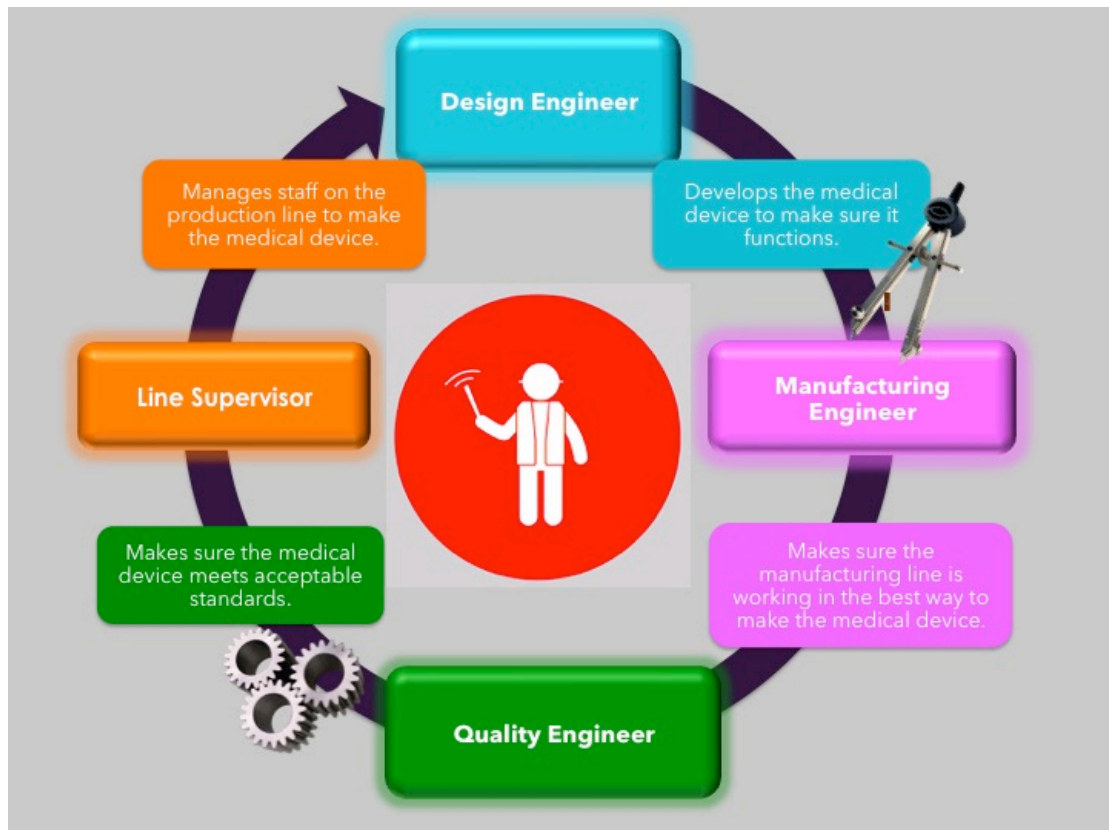 Design Engineer
Manages staff on the
production line to make
the medical device.
Develops the medical
device to make sure it
functions.
Line Supervisor
Manufacturing
Engineer
Makes sure the medical
device meets acceptable
standards.
Makes sure the
manufacturing line is
working in the best way to
make the medical device.
Quality Engineer